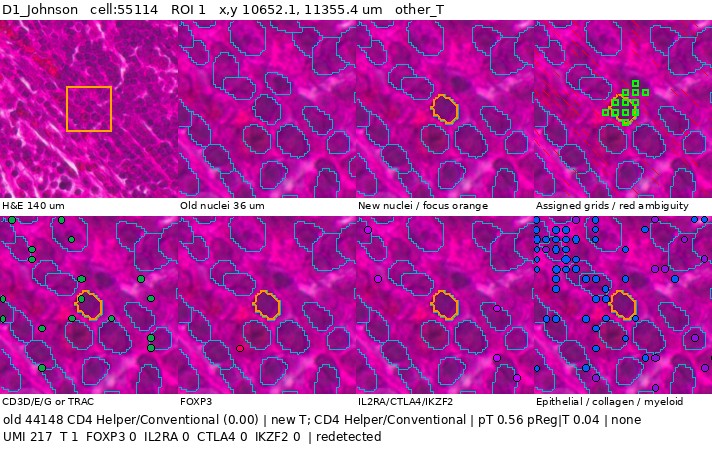 D1_Johnson   cell:55114   ROI 1   x,y 10652.1, 11355.4 um   other_T
H&E 140 um
Old nuclei 36 um
New nuclei / focus orange
Assigned grids / red ambiguity
CD3D/E/G or TRAC
FOXP3
IL2RA/CTLA4/IKZF2
Epithelial / collagen / myeloid
old 44148 CD4 Helper/Conventional (0.00) | new T; CD4 Helper/Conventional | pT 0.56 pReg|T 0.04 | none
UMI 217  T 1  FOXP3 0  IL2RA 0  CTLA4 0  IKZF2 0  | redetected